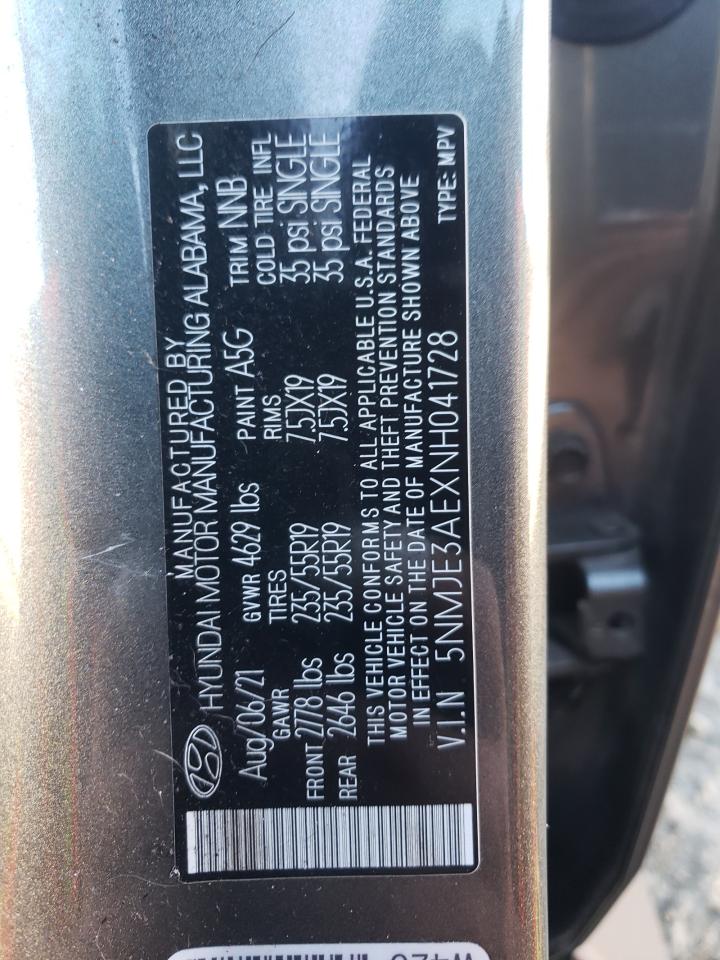 MANUFACTURED BY
HYUNDAI MOTOR MANUFACTURING ALABAMA, LLC
Aug/06/21 GVWR 4629 lbs PAINT A5G TRIM NNB
GAWR TIRES RIMS COLD TIRE INFL
FRONT 2778 lbs 235/55R19 7.5JX19 35 psi SINGLE
REAR 2646 lbs 235/55R19 7.5JX19 35 psi SINGLE
THIS VEHICLE CONFORMS TO ALL APPLICABLE U.S.A. FEDERAL
MOTOR VEHICLE SAFETY AND THEFT PREVENTION STANDARDS
IN EFFECT ON THE DATE OF MANUFACTURE SHOWN ABOVE
V.I.N 5NMJE3AEXNH041728 TYPE: MPV